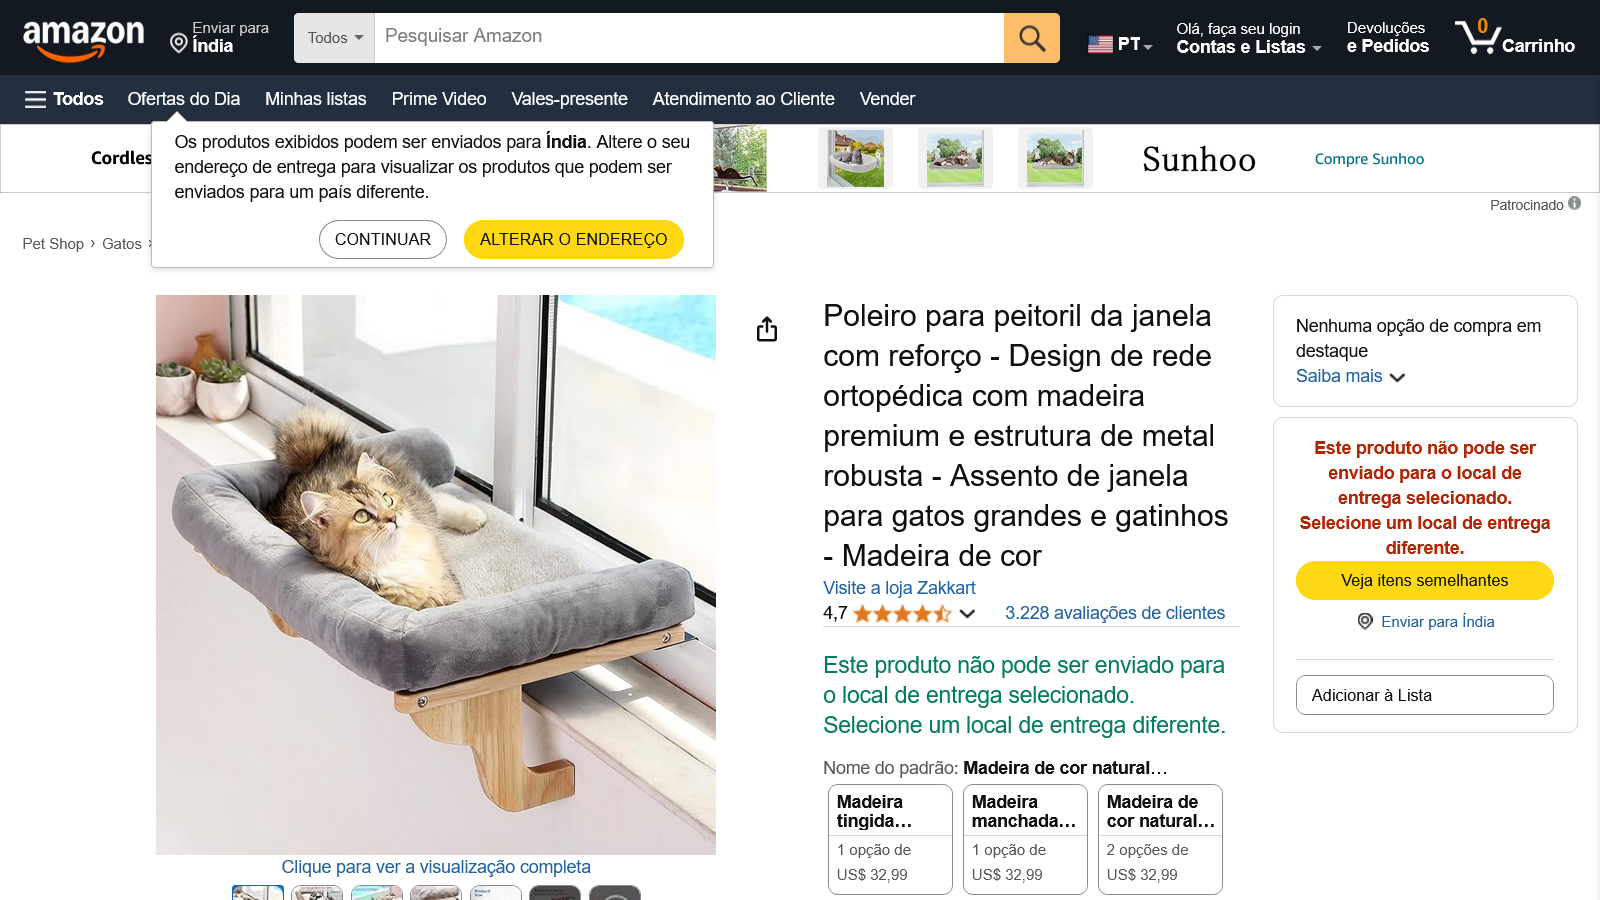 amazon
Enviar para
Índia
Todos
Pesquisar Amazon
PT
Olá, faça seu login
Contas e Listas
Devoluções
e Pedidos
0
Carrinho
Todos
Ofertas do Dia
Minhas listas
Prime Video
Vales-presente
Atendimento ao Cliente
Vender
Os produtos exibidos podem ser enviados para Índia. Altere o seu
endereço de entrega para visualizar os produtos que podem ser
enviados para um país diferente.
CONTINUAR
ALTERAR O ENDEREÇO
Cordles
Sunhoo
Compre Sunhoo
Patrocinado
Pet Shop › Gatos ›
Poleiro para peitoril da janela
com reforço - Design de rede
ortopédica com madeira
premium e estrutura de metal
robusta - Assento de janela
para gatos grandes e gatinhos
- Madeira de cor
Visite a loja Zakkart
4,7
3.228 avaliações de clientes
Este produto não pode ser enviado para
o local de entrega selecionado.
Selecione um local de entrega diferente.
Nome do padrão: Madeira de cor natural…
Madeira
tingida…
1 opção de
US$ 32,99
Madeira
manchada…
1 opção de
US$ 32,99
Madeira de
cor natural…
2 opções de
US$ 32,99
Clique para ver a visualização completa
Nenhuma opção de compra em
destaque
Saiba mais
Este produto não pode ser
enviado para o local de
entrega selecionado.
Selecione um local de entrega
diferente.
Veja itens semelhantes
Enviar para Índia
Adicionar à Lista